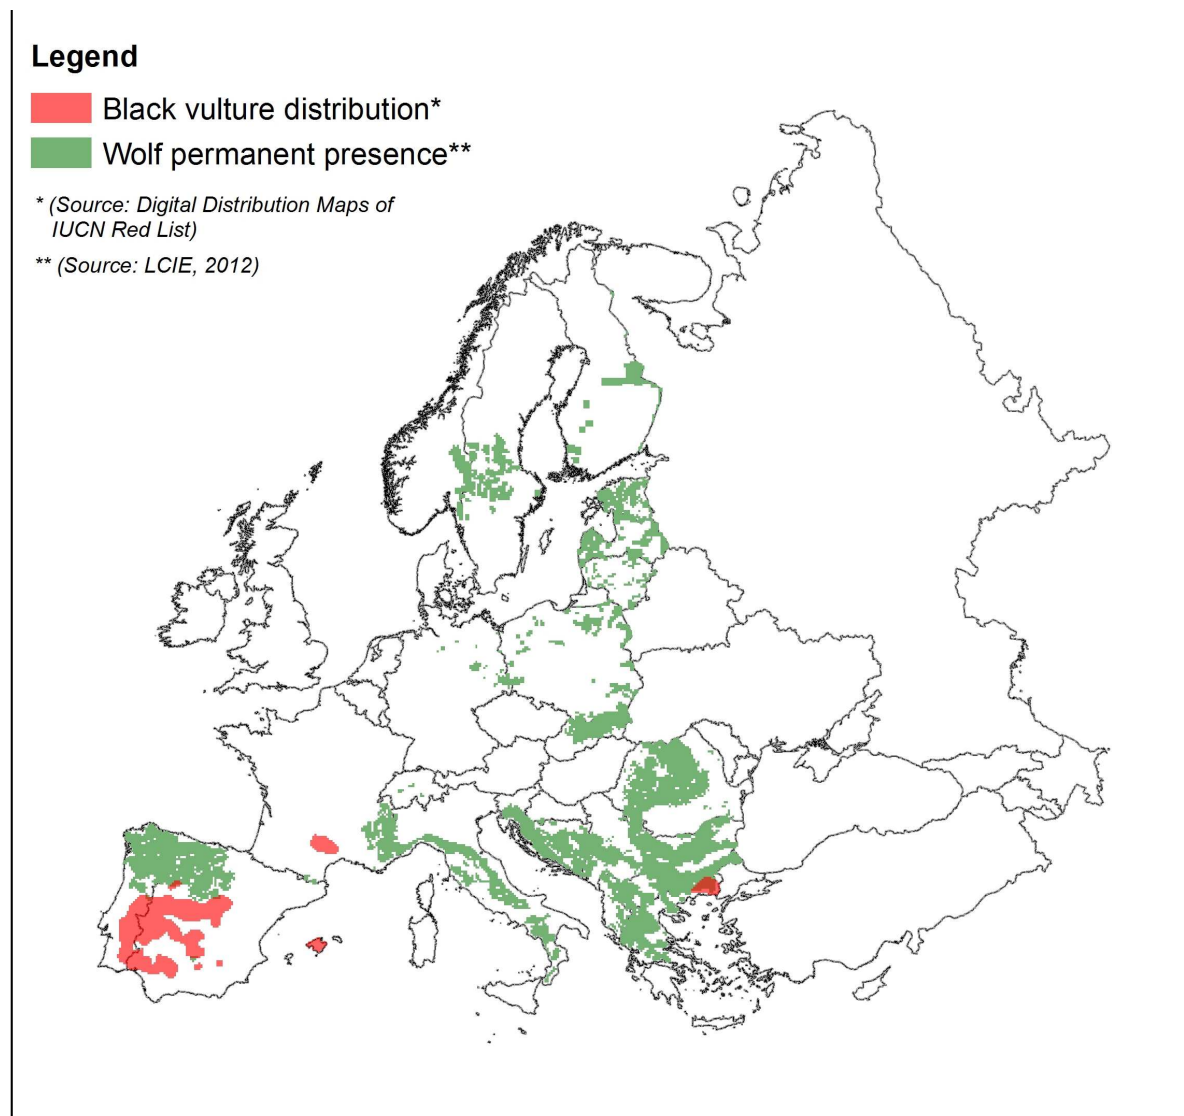 Legend
Black vulture distribution*
Wolf permanent presence**
* (Source: Digital Distribution Maps of
IUCN Red List)
** (Source: LCIE, 2012)